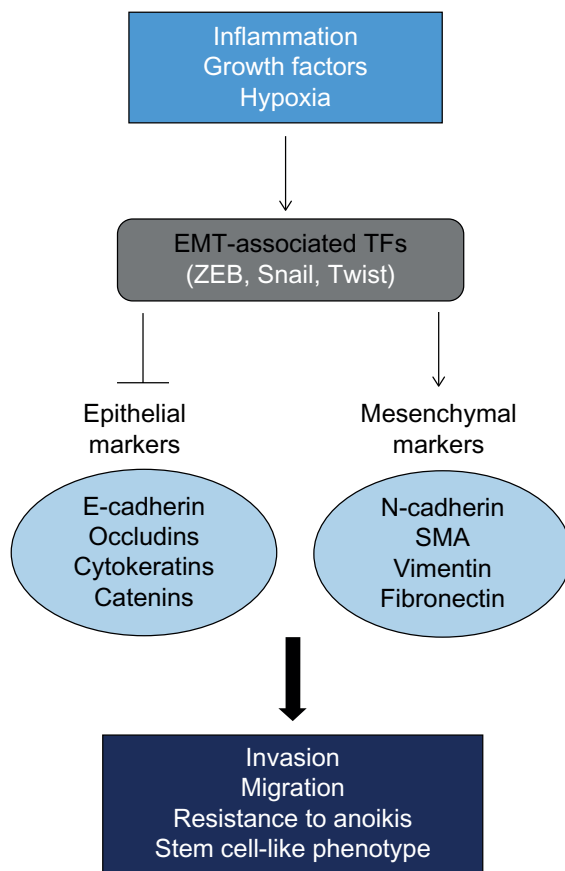 Inflammation
Growth factors
Hypoxia
EMT-associated TFs
(ZEB, Snail, Twist)
Epithelial
markers
E-cadherin
Occludins
Cytokeratins
Catenins
Mesenchymal
markers
N-cadherin
SMA
Vimentin
Fibronectin
Invasion
Migration
Resistance to anoikis
Stem cell-like phenotype